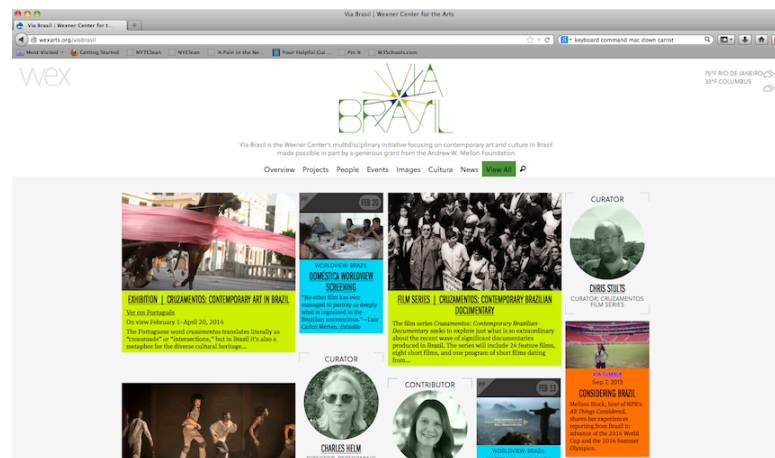 Via Brasil | Wexner Center for the Arts
Via Brasil | Wexner Center for t...
wexarts.org/viabrasil
keyboard command mac down carrot
Most Visited
Getting Started
NYTClean
NYClean
A Pain in the Ne...
Your Helpful Gui...
Pin It
W3Schools.com
wex
VIA
BRASIL
75°F RIO DE JANEIRO
33°F COLUMBUS
Via Brasil is the Wexner Center's multidisciplinary initiative focusing on contemporary art and culture in Brazil
made possible in part by a generous grant from the Andrew W. Mellon Foundation
Overview Projects People Events Images Cultura News View All
EXHIBITION | CRUZAMENTOS: CONTEMPORARY ART IN BRAZIL
Ver em Português
On view February 1–April 20, 2014
The Portuguese word cruzamentos translates literally as
"crossroads" or "intersections," but in Brazil it's also a
metaphor for the diverse cultural heritage...
FEB 20
WORLDVIEW: BRAZIL
DOMÉSTICA WORLDVIEW
SCREENING
"No other film has ever
managed to portray as deeply
what is ingrained in the
Brazilian unconscious."—Luiz
Carlos Merten, Estadão
FILM SERIES | CRUZAMENTOS: CONTEMPORARY BRAZILIAN
DOCUMENTARY
The film series Cruzamentos: Contemporary Brazilian
Documentary seeks to explore just what is so extraordinary
about the recent wave of significant documentaries
produced in Brazil. The series will include 24 feature films,
eight short films, and one program of short films dating
from...
CURATOR
CHRIS STULTS
CURATOR, CRUZAMENTOS
FILM SERIES
CURATOR
CHARLES HELM
CONTRIBUTOR
FEB 13
WORLDVIEW: BRAZIL
VIA TUMBLR
Sep 7, 2013
CONSIDERING BRAZIL
Melissa Block, host of NPR's
All Things Considered,
shares her experiences
reporting from Brazil in
advance of the 2014 World
Cup and the 2016 Summer
Olympics.